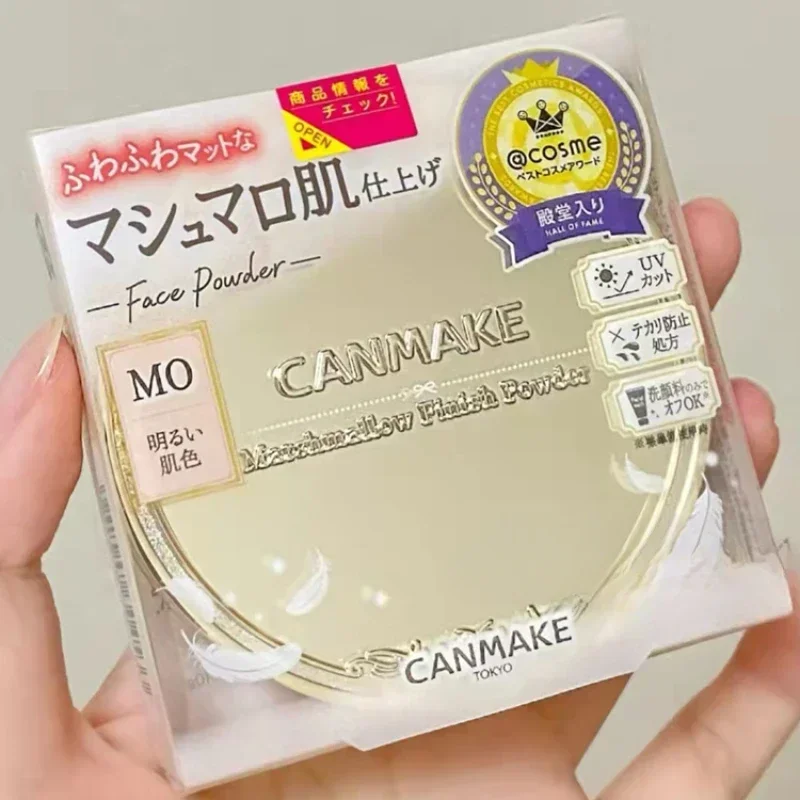 商品情報を
チェック!
OPEN
ふわふわマットな
マシュマロ肌仕上げ
Face Powder
@cosme
ベストコスメアワード
殿堂入り
HALL OF FAME
UV
カット
テカリ防止
処方
洗顔料のみで
オフOK※
MO
明るい
肌色
CANMAKE
Marshmallow Finish Powder
CANMAKE
TOKYO